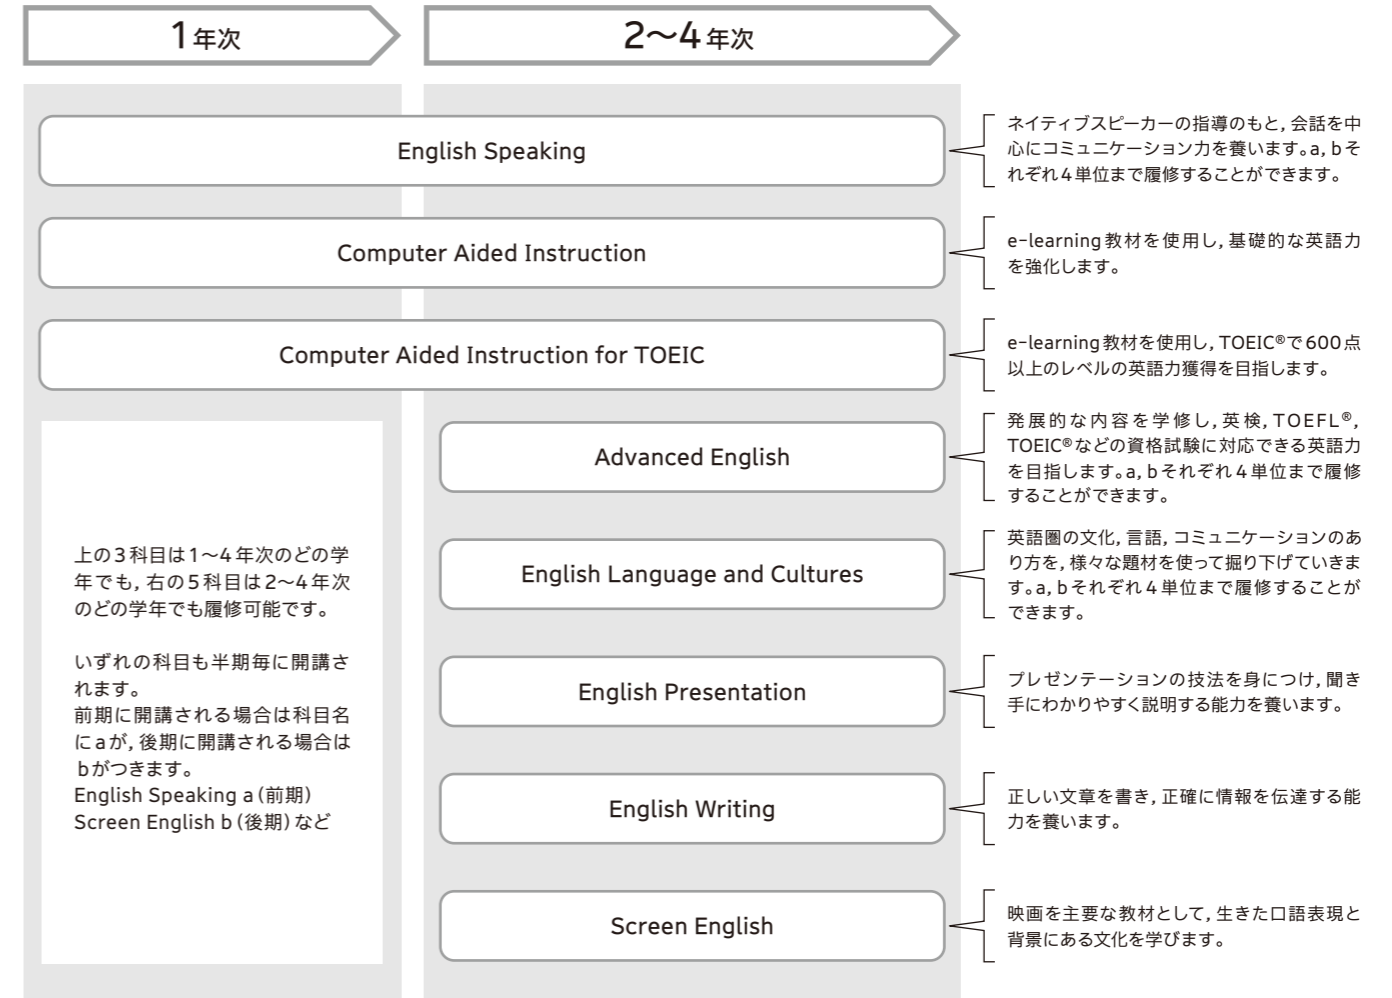 1年次
2〜4年次
English Speaking
ネイティブスピーカーの指導のもと, 会話を中
心にコミュニケーション力を養います。a, bそ
れぞれ4単位まで履修することができます。
Computer Aided Instruction
e-learning教材を使用し, 基礎的な英語力
を強化します。
Computer Aided Instruction for TOEIC
e-learning教材を使用し, TOEIC®で600点
以上のレベルの英語力獲得を目指します。
Advanced English
発展的な内容を学修し, 英検, TOEFL®,
TOEIC®などの資格試験に対応できる英語力
を目指します。a, bそれぞれ4単位まで履修
することができます。
上の3科目は1〜4年次のどの学
年でも, 右の5科目は2〜4年次
のどの学年でも履修可能です。
いずれの科目も半期毎に開講さ
れます。
前期に開講される場合は科目名
にaが, 後期に開講される場合は
bがつきます。
English Speaking a (前期)
Screen English b (後期) など
English Language and Cultures
英語圏の文化, 言語, コミュニケーションのあ
り方を, 様々な題材を使って掘り下げていきま
す。a, bそれぞれ4単位まで履修することが
できます。
English Presentation
プレゼンテーションの技法を身につけ, 聞き
手にわかりやすく説明する能力を養います。
English Writing
正しい文章を書き, 正確に情報を伝達する能
力を養います。
Screen English
映画を主要な教材として, 生きた口語表現と
背景にある文化を学びます。